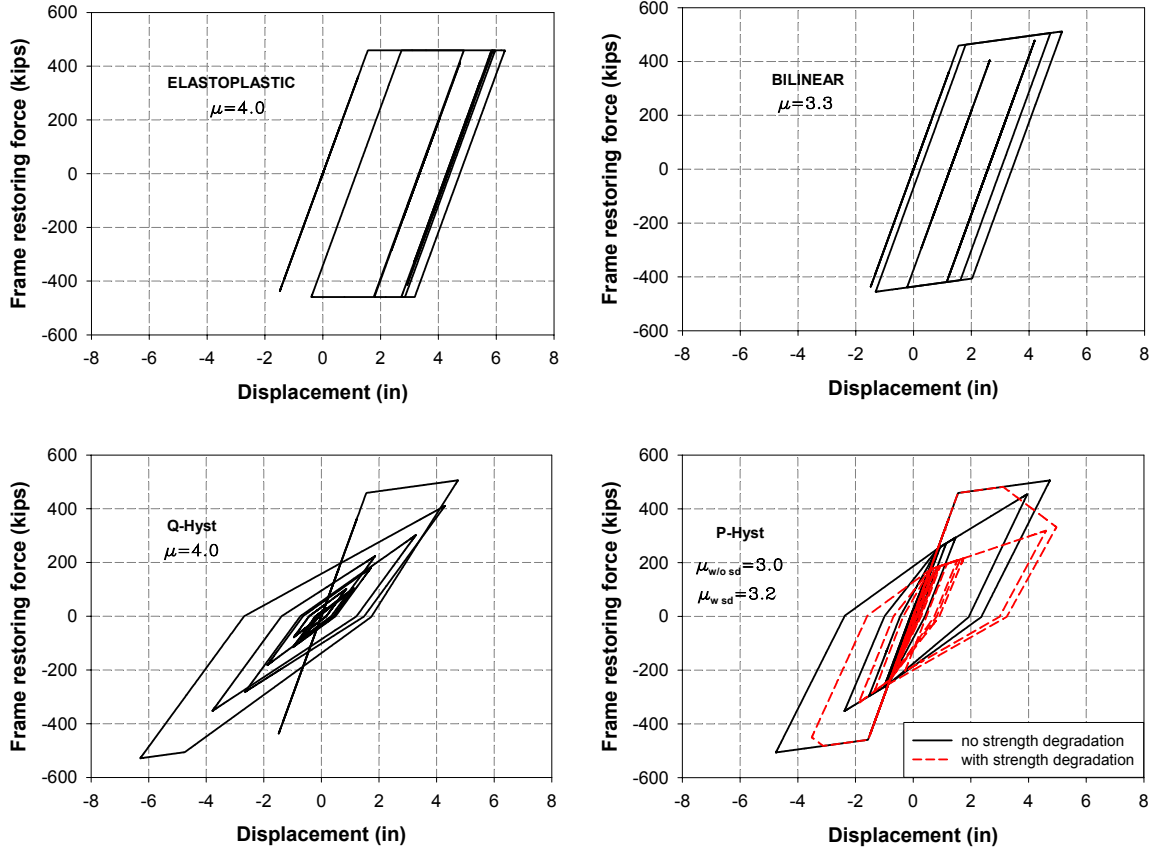 Frame restoring force (kips)
600
400
200
0
-200
-400
-600
ELASTOPLASTIC
μ=4.0
-8 -6 -4 -2 0 2 4 6 8
Displacement (in)
Frame restoring force (kips)
600
400
200
0
-200
-400
-600
BILINEAR
μ=3.3
-8 -6 -4 -2 0 2 4 6 8
Displacement (in)
Frame restoring force (kips)
600
400
200
0
-200
-400
-600
Q-Hyst
μ=4.0
-8 -6 -4 -2 0 2 4 6 8
Displacement (in)
Frame restoring force (kips)
600
400
200
0
-200
-400
-600
P-Hyst
μw/o sd=3.0
μw sd=3.2
no strength degradation
with strength degradation
-8 -6 -4 -2 0 2 4 6 8
Displacement (in)